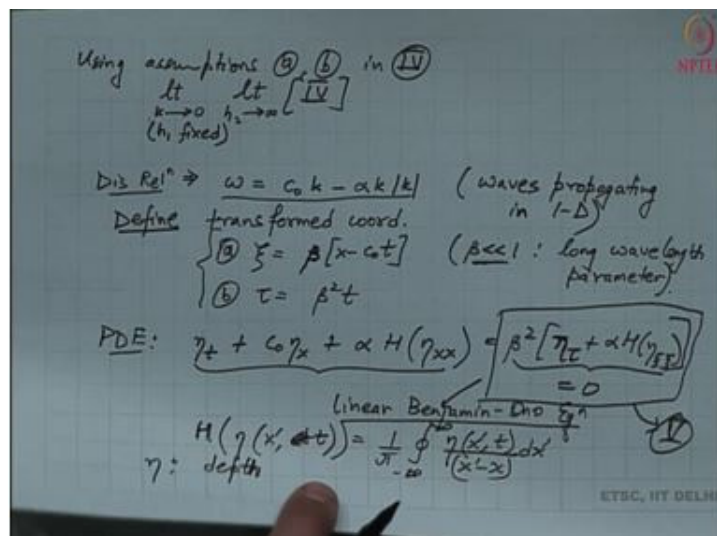 Using assumptions ⓐ, ⓑ in (IV)
lt lt [IV]
k→0 h₂→∞
(h₁ fixed)
NPTEL
Dis Relⁿ ⇒ ω = c₀k − αk|k| (waves propagating in 1-D)
Define transformed coord.
ⓐ ξ = β[x−c₀t] (β<<1 : long wavelength parameter)
ⓑ τ = β²t
PDE: ηₜ + c₀ηₓ + αH(ηₓₓ) = β²[η_τ + αH(η_ξξ)]
= 0
Linear Benjamin-Ono Eqⁿ
(V)
H(η(x′, t)) = 1/π ∮_{-∞}^{∞} η(x′,t)/(x′−x) dx′
η: depth
ETSC, IIT DELHI